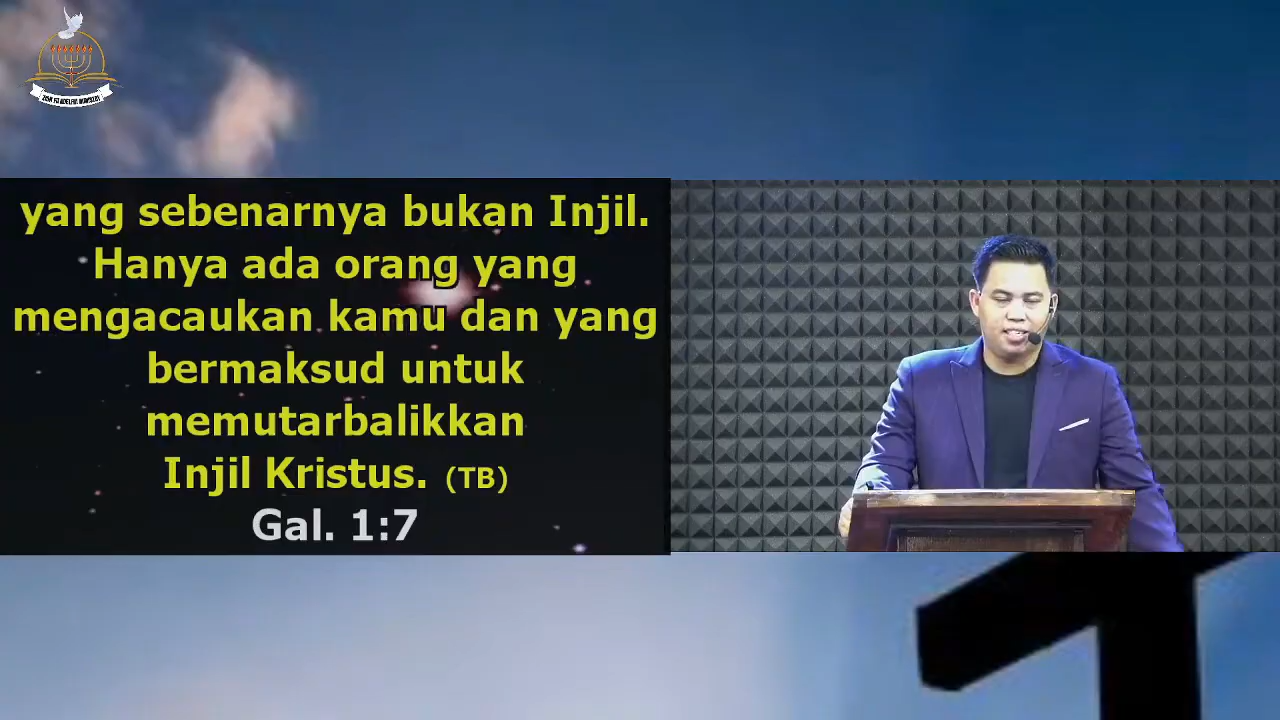 yang sebenarnya bukan Injil.
Hanya ada orang yang
mengacaukan kamu dan yang
bermaksud untuk
memutarbalikkan
Injil Kristus. (TB)
Gal. 1:7